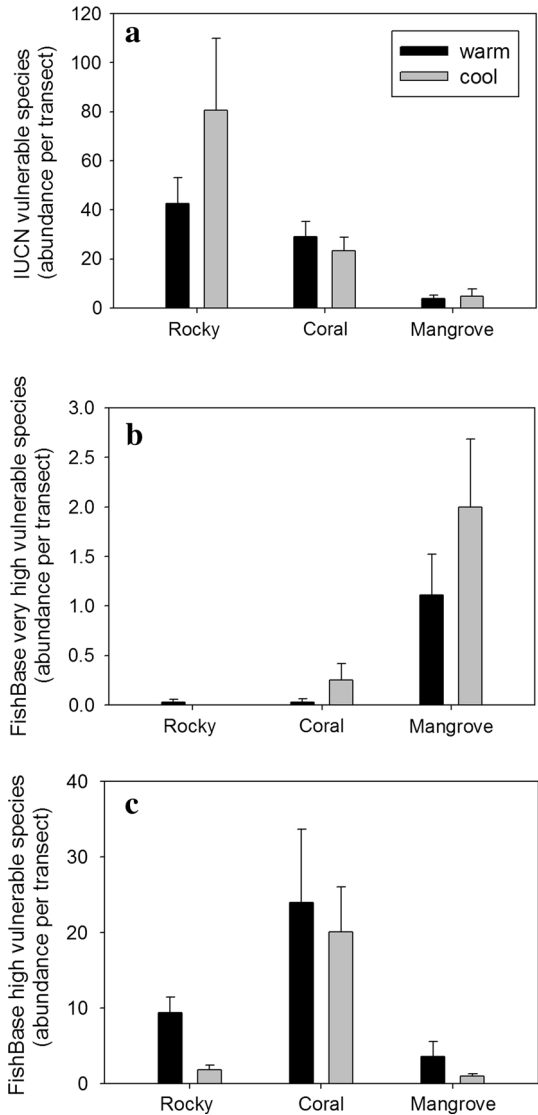 a
warm
cool
120
100
80
60
40
20
0
IUCN vulnerable species
(abundance per transect)
Rocky Coral Mangrove
b
3.0
2.5
2.0
1.5
1.0
0.5
0.0
FishBase very high vulnerable species
(abundance per transect)
Rocky Coral Mangrove
c
40
30
20
10
0
FishBase high vulnerable species
(abundance per transect)
Rocky Coral Mangrove